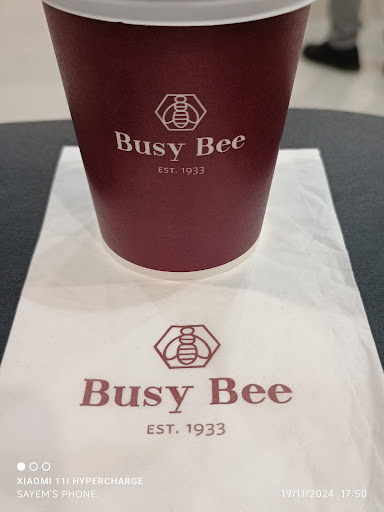 Busy Bee
EST. 1933
Busy Bee
EST. 1933
XIAOMI 11i HYPERCHARGE
SAYEM'S PHONE.
19/11/2024 17:50